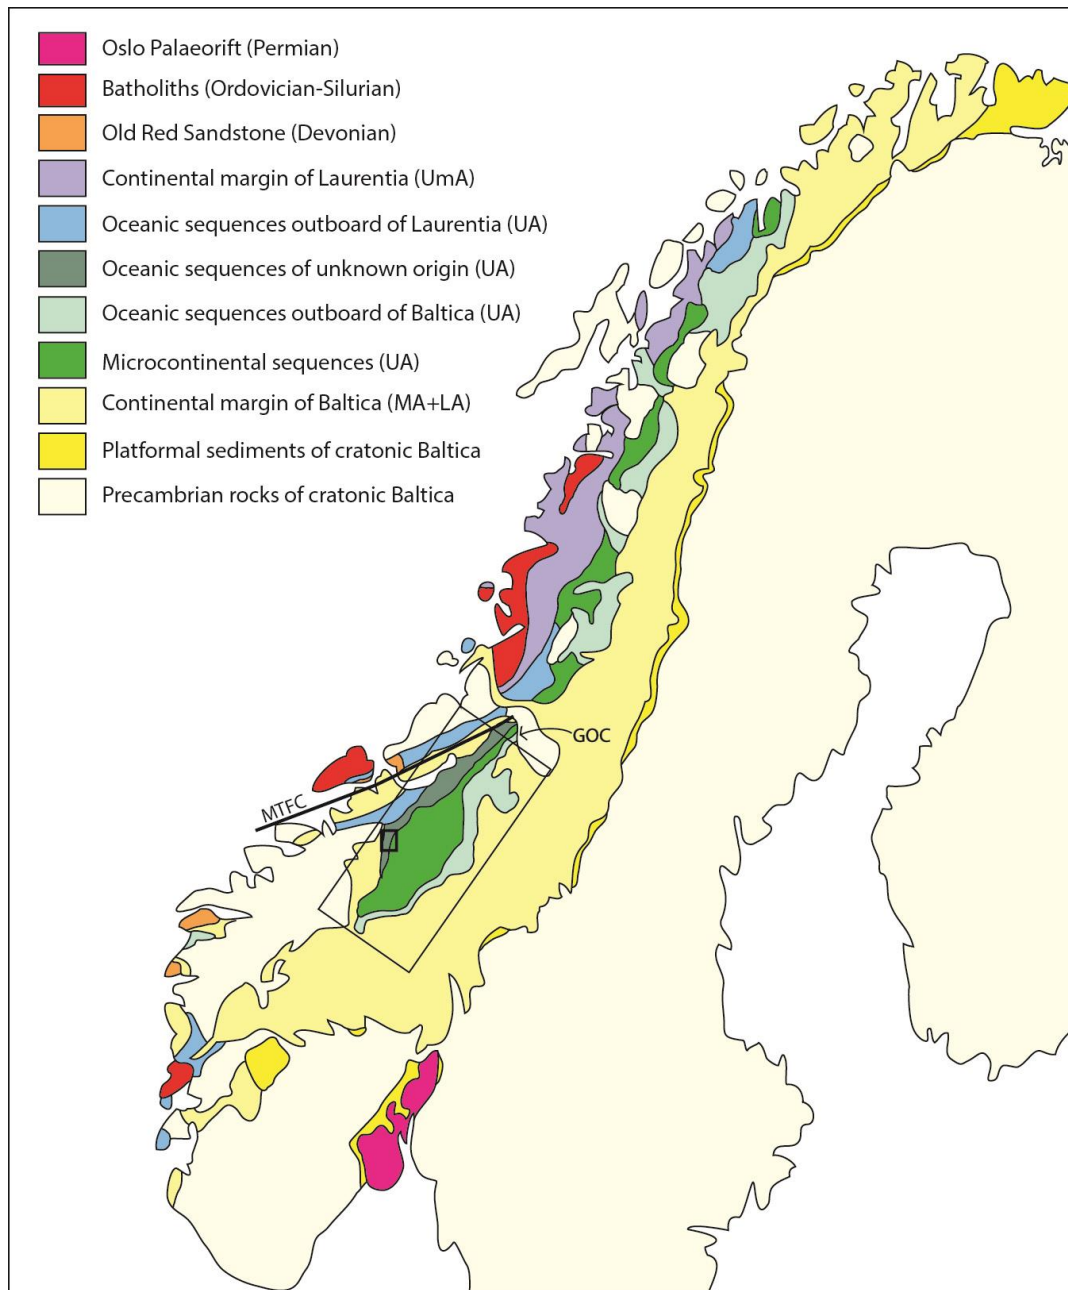 Oslo Palaeorift (Permian)
Batholiths (Ordovician-Silurian)
Old Red Sandstone (Devonian)
Continental margin of Laurentia (UmA)
Oceanic sequences outboard of Laurentia (UA)
Oceanic sequences of unknown origin (UA)
Oceanic sequences outboard of Baltica (UA)
Microcontinental sequences (UA)
Continental margin of Baltica (MA+LA)
Platformal sediments of cratonic Baltica
Precambrian rocks of cratonic Baltica
GOC
MTFC